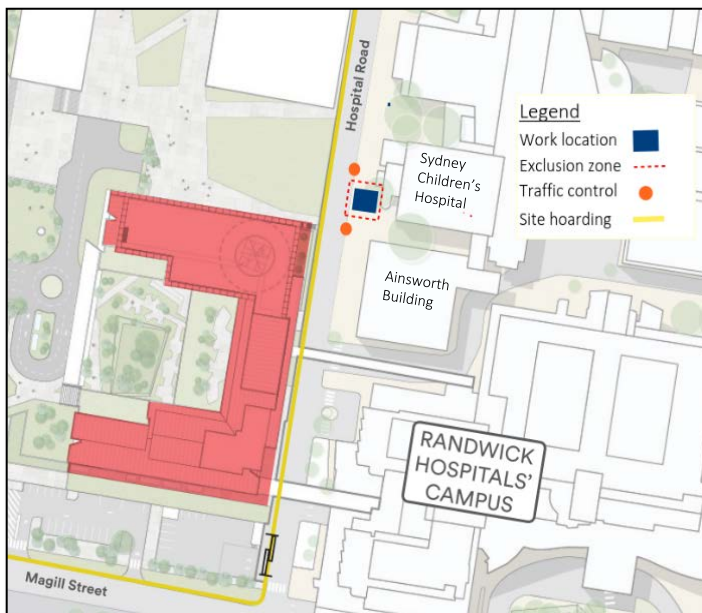 Hospital Road
Legend
Work location
Exclusion zone
Traffic control
Site hoarding
Sydney
Children's
Hospital
Ainsworth
Building
RANDWICK
HOSPITALS'
CAMPUS
Magill Street